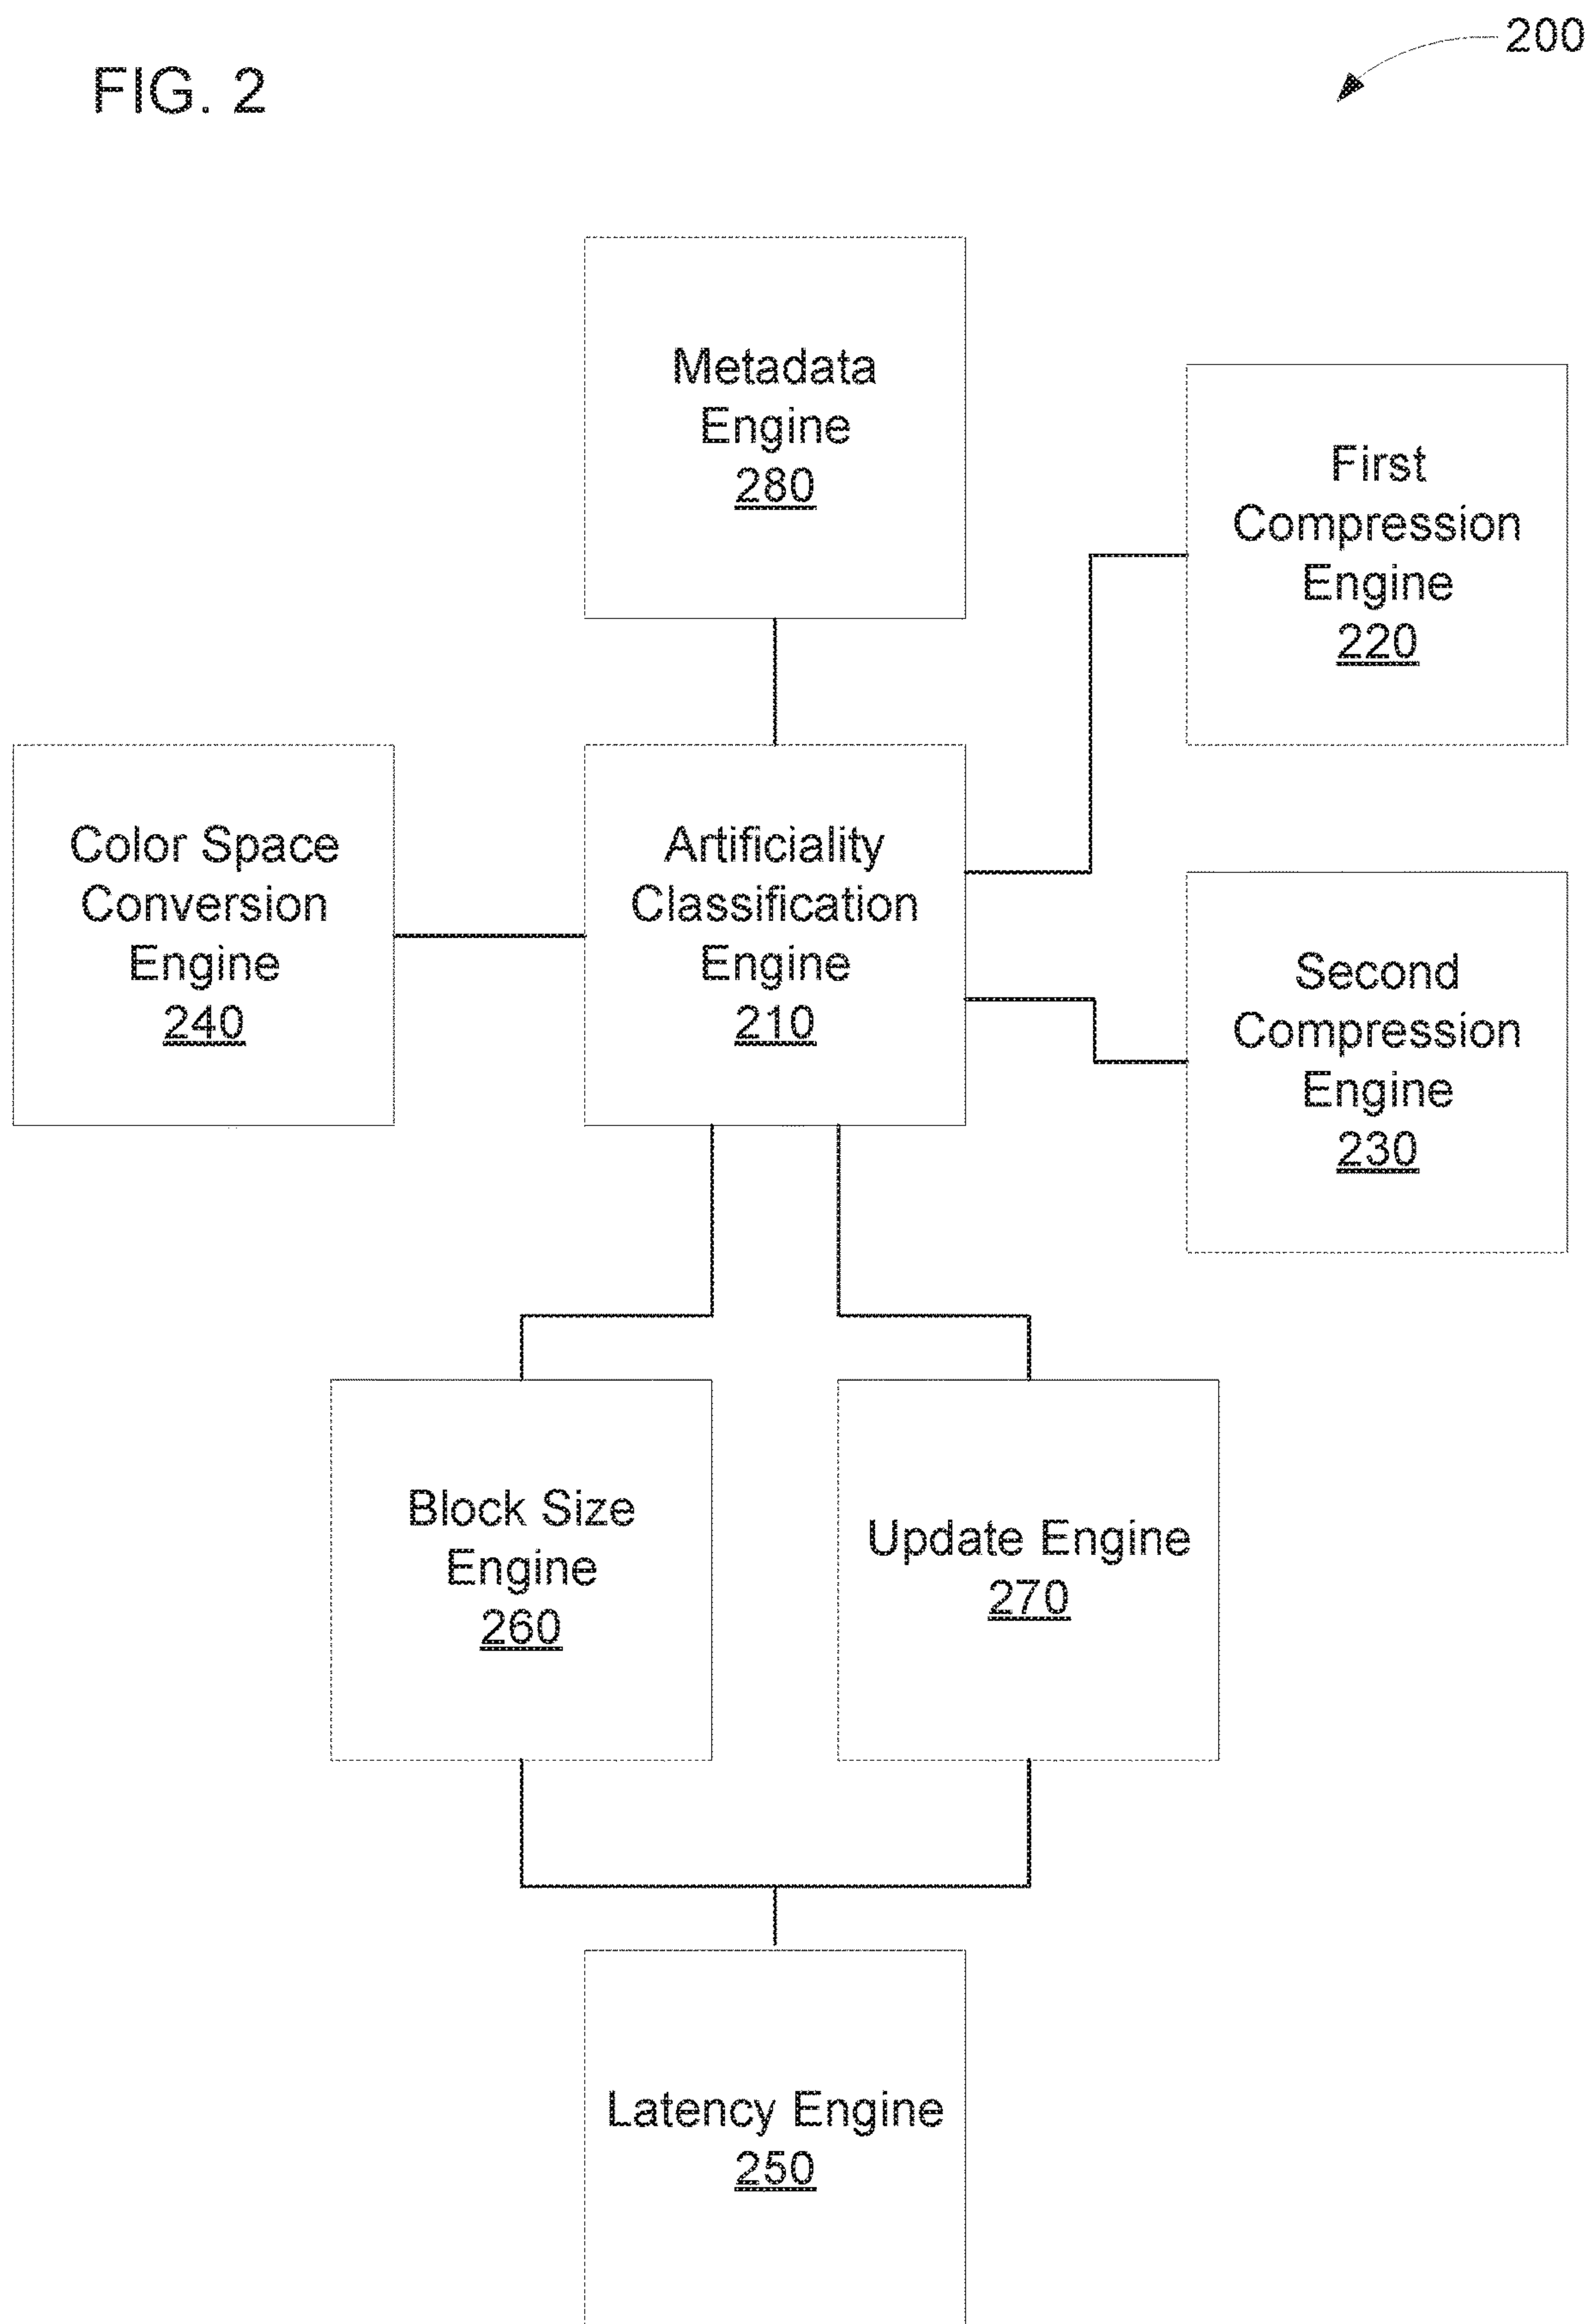 200
FIG. 2
Metadata
Engine
280
First
Compression
Engine
220
Color Space
Conversion
Engine
240
Artificiality
Classification
Engine
210
Second
Compression
Engine
230
Block Size
Engine
260
Update Engine
270
Latency Engine
250